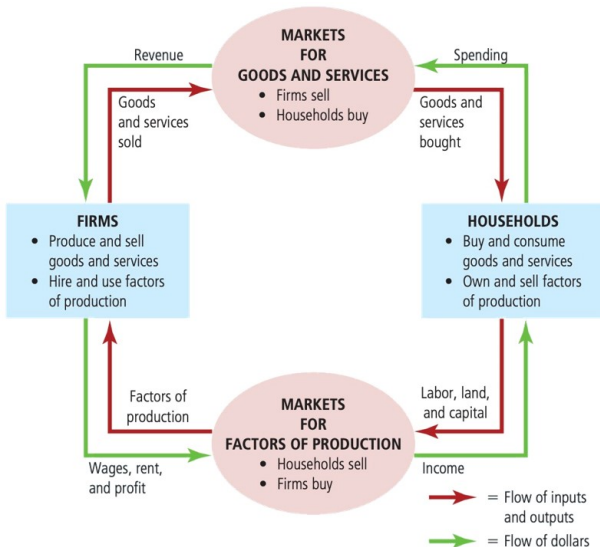 MARKETS
FOR
GOODS AND SERVICES
• Firms sell
• Households buy
Revenue
Spending
Goods
and services
sold
Goods and
services
bought
FIRMS
• Produce and sell
goods and services
• Hire and use factors
of production
HOUSEHOLDS
• Buy and consume
goods and services
• Own and sell factors
of production
Factors of
production
Labor, land,
and capital
MARKETS
FOR
FACTORS OF PRODUCTION
• Households sell
• Firms buy
Wages, rent,
and profit
Income
= Flow of inputs
and outputs
= Flow of dollars